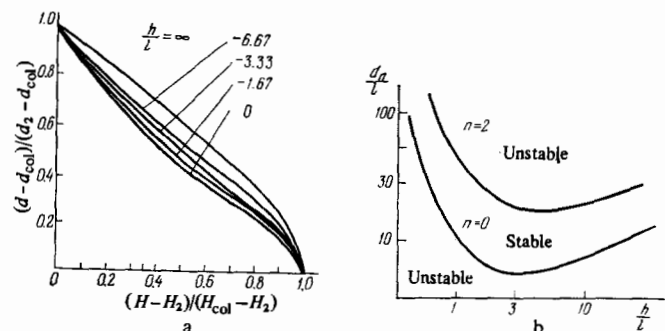 1.0
0.8
0.6
0.4
0.2
0
0.2
0.4
0.6
0.8
1.0
(d−d_col)/(d_2−d_col)
(H−H_2)/(H_col−H_2)
h/l = ∞
−6.67
−3.33
−1.67
0
a
d_n/l
100
30
10
n=2
Unstable
n=0
Stable
Unstable
1
3
10
h/l
b